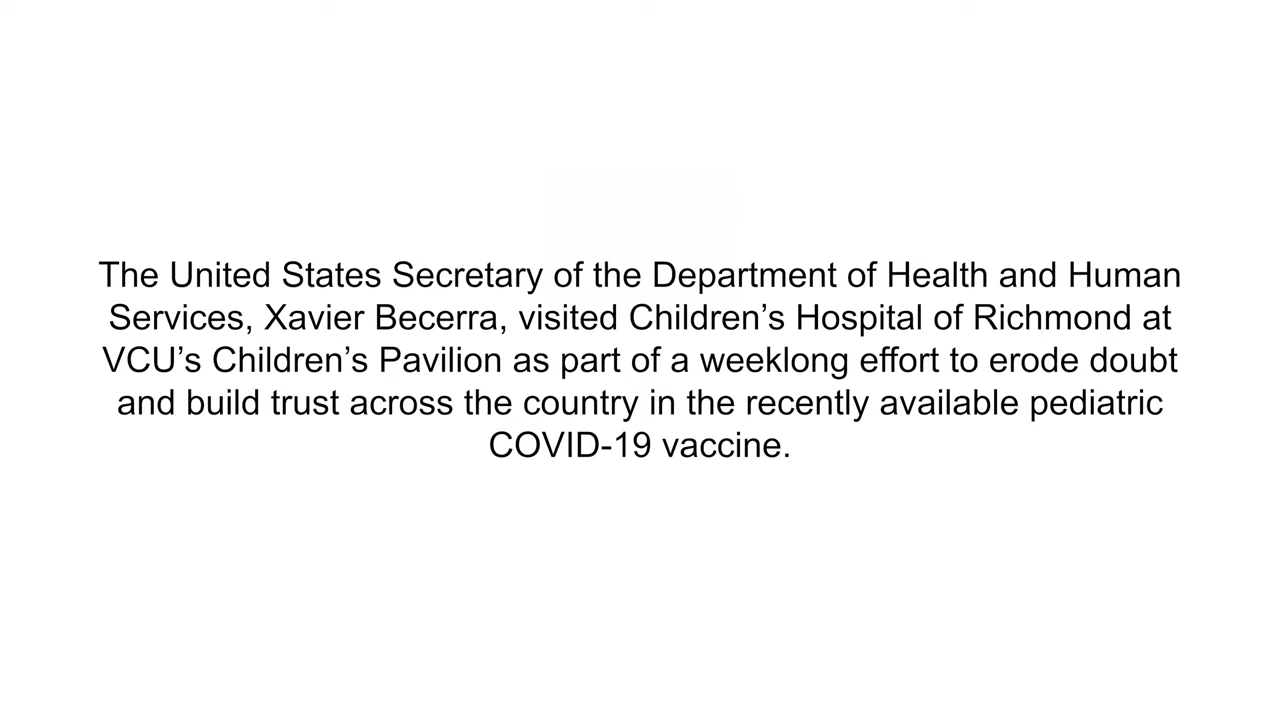 The United States Secretary of the Department of Health and Human
Services, Xavier Becerra, visited Children’s Hospital of Richmond at
VCU’s Children’s Pavilion as part of a weeklong effort to erode doubt
and build trust across the country in the recently available pediatric
COVID-19 vaccine.